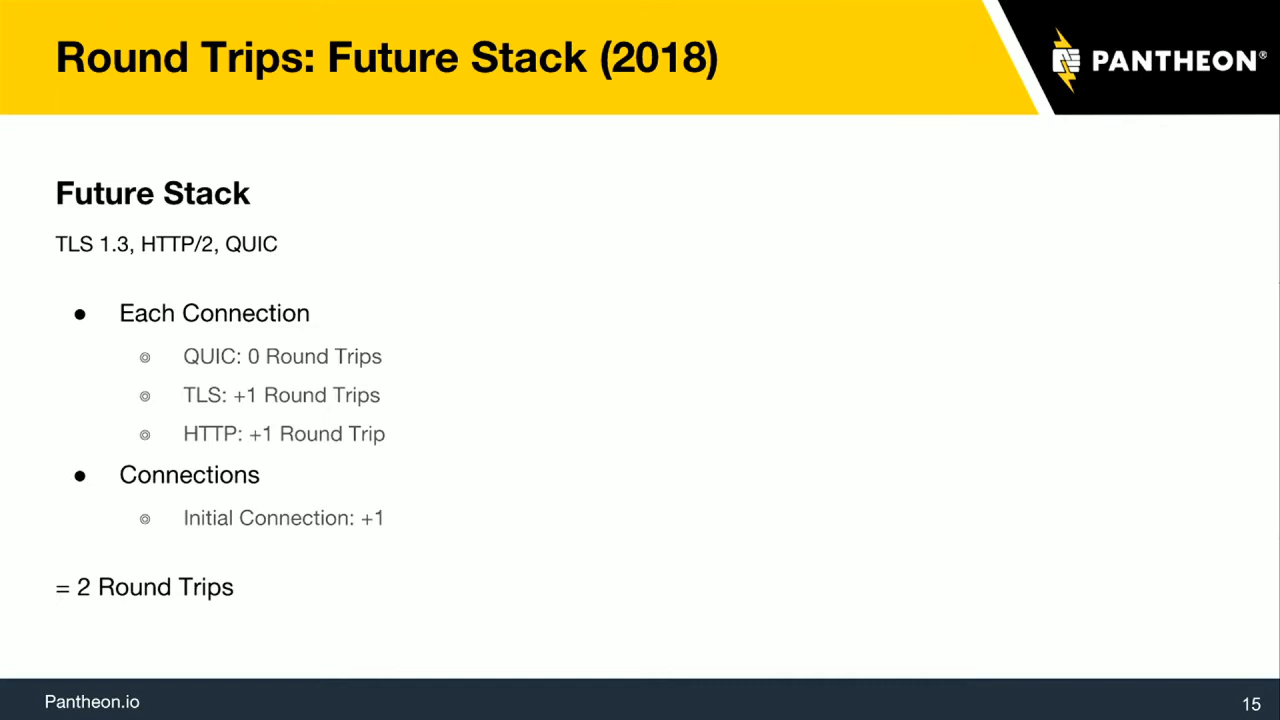 Round Trips: Future Stack (2018)
PANTHEON®
Future Stack
TLS 1.3, HTTP/2, QUIC
● Each Connection
◎ QUIC: 0 Round Trips
◎ TLS: +1 Round Trips
◎ HTTP: +1 Round Trip
● Connections
◎ Initial Connection: +1
= 2 Round Trips
Pantheon.io
15